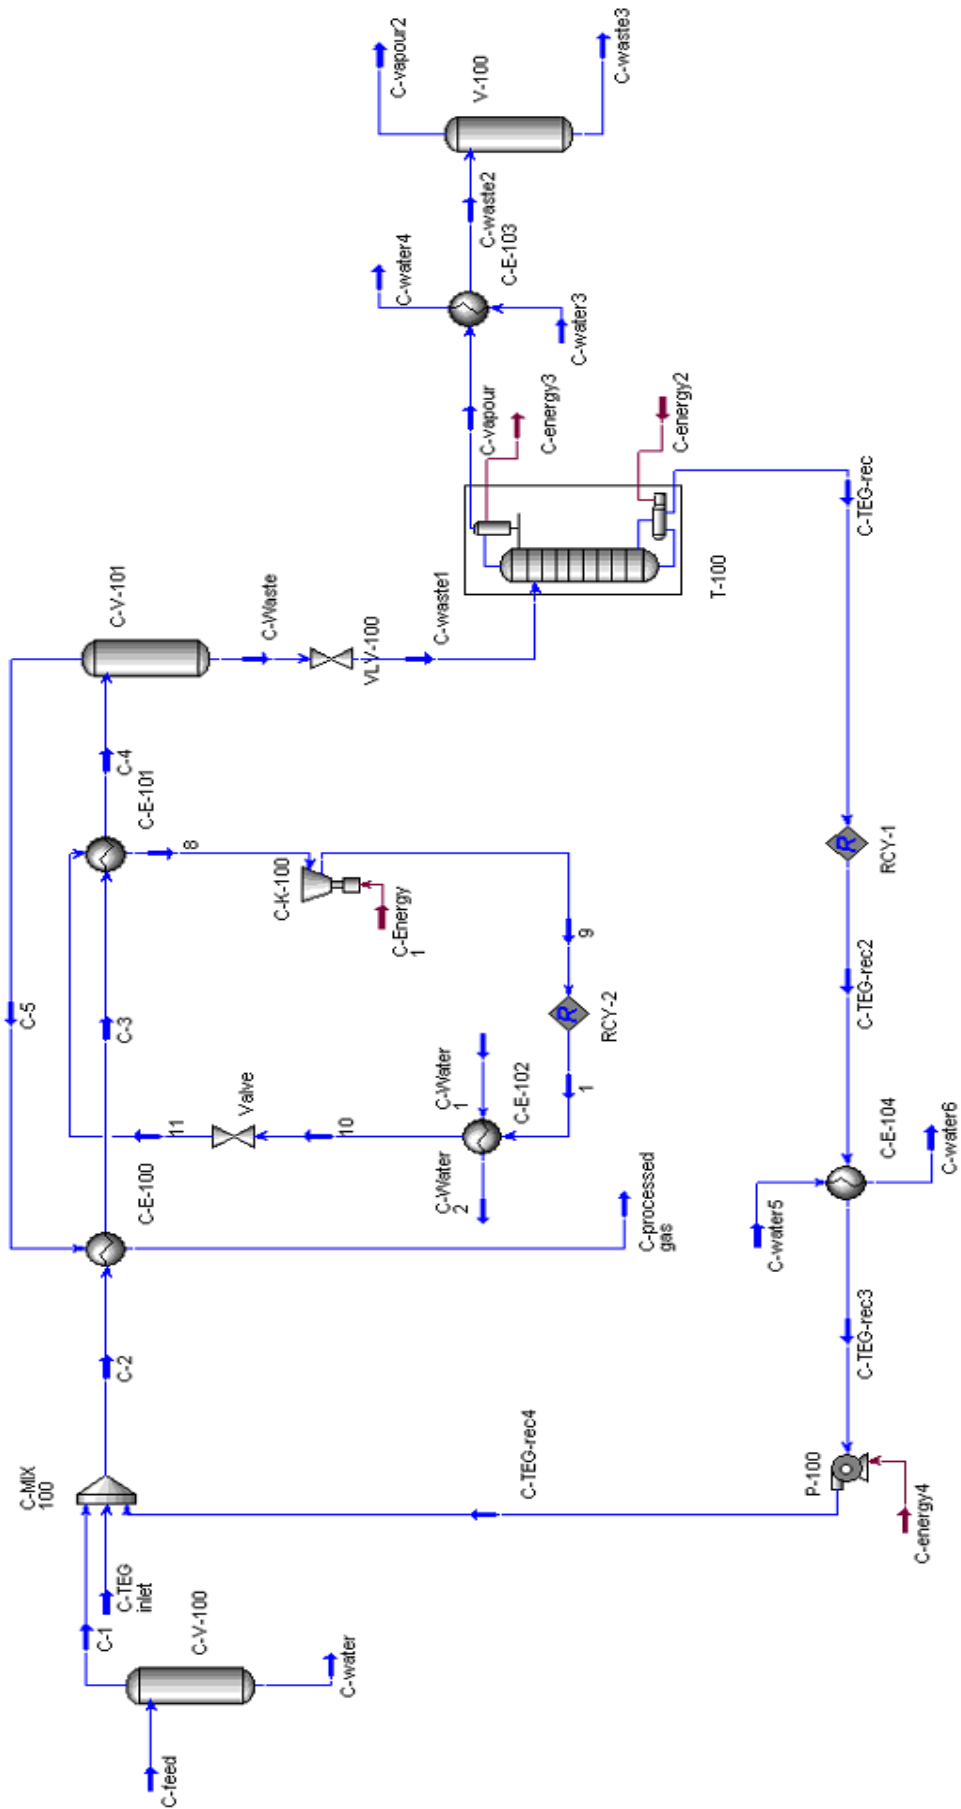 C-feed
C-V-100
C-water
C-1
C-TEG
inlet
C-MIX
100
C-2
C-E-100
C-3
C-5
C-E-101
C-4
C-V-101
C-Waste
VLV-100
C-waste1
8
C-K-100
C-Energy
1
9
RCY-2
1
C-Water
1
C-E-102
C-Water
2
10
Valve
11
C-processed
gas
T-100
C-vapour
C-energy3
C-energy2
C-water3
C-water4
C-E-103
C-waste2
V-100
C-vapour2
C-waste3
C-TEG-rec
RCY-1
R
R
C-TEG-rec2
C-E-104
C-water5
C-water6
C-TEG-rec3
P-100
C-energy4
C-TEG-rec4